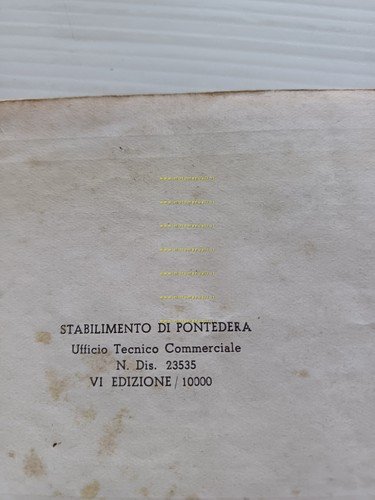 STABILIMENTO DI PONTEDERA
Ufficio Tecnico Commerciale
N. Dis. 23535
VI EDIZIONE / 10000